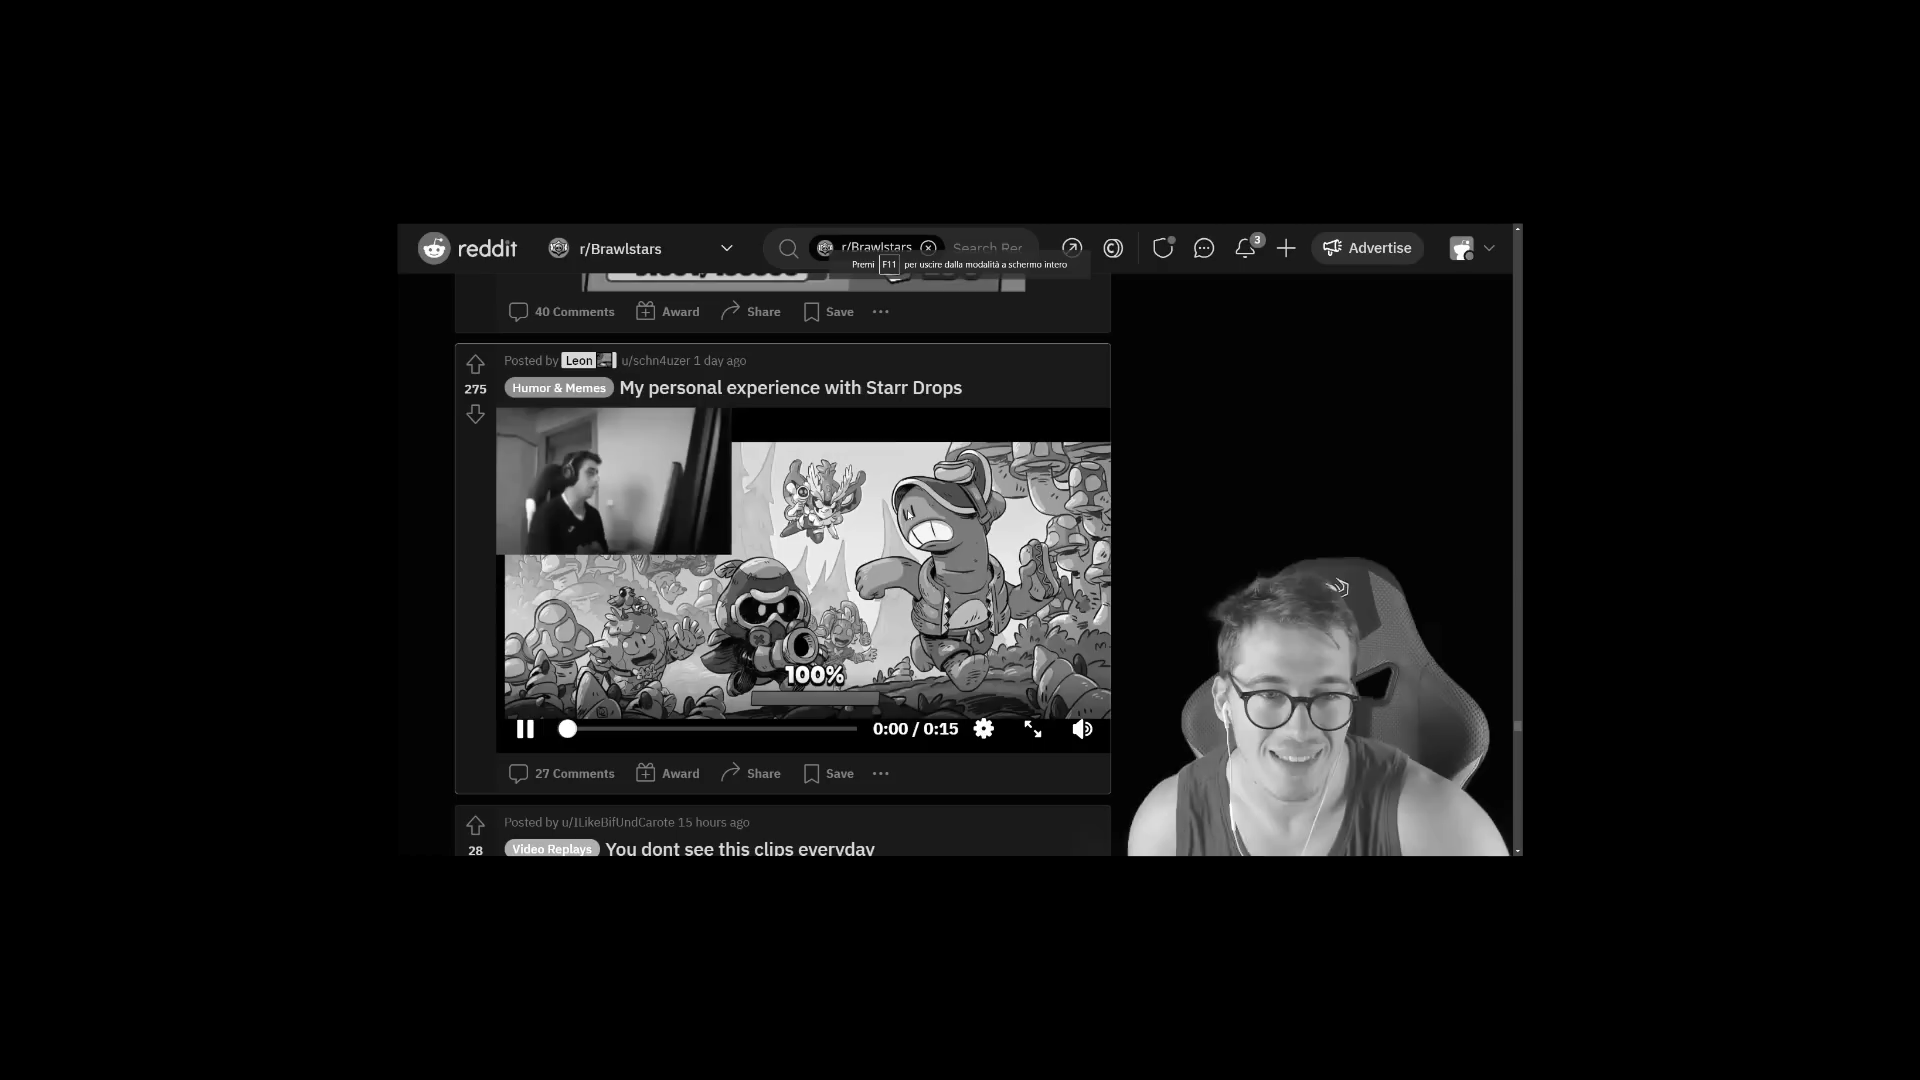 reddit r/Brawlstars r/Brawlstars 3 Advertise
Premi F11 per uscire dalla modalità a schermo intero
40 Comments Award Share Save
Posted by Leon u/schn4uzer 1 day ago
275
Humor & Memes My personal experience with Starr Drops
100%
0:00 / 0:15
27 Comments Award Share Save
Posted by u/ILikeBifUndCarote 15 hours ago
28
Video Replays You dont see this clips everyday